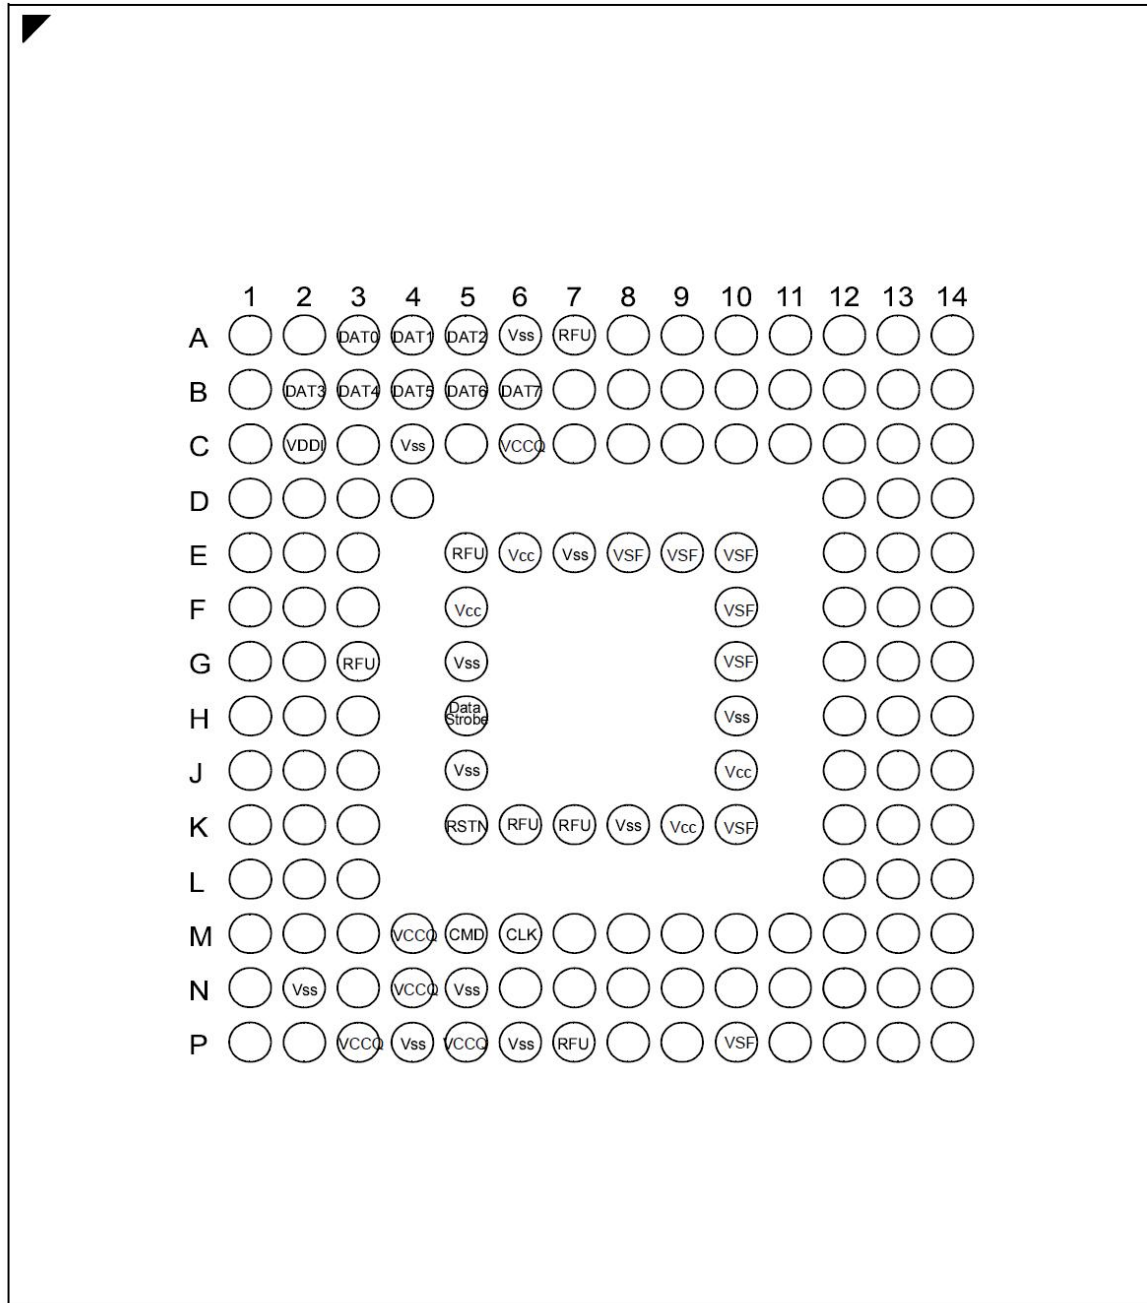 1 2 3 4 5 6 7 8 9 10 11 12 13 14
A DAT0 DAT1 DAT2 Vss RFU
B DAT3 DAT4 DAT5 DAT6 DAT7
C VDDI Vss VCCQ
D
E RFU Vcc Vss VSF VSF VSF
F Vcc VSF
G RFU Vss VSF
H Data Strobe Vss
J Vss Vcc
K RSTN RFU RFU Vss Vcc VSF
L
M VCCQ CMD CLK
N Vss VCCQ Vss
P VCCQ Vss VCCQ Vss RFU VSF